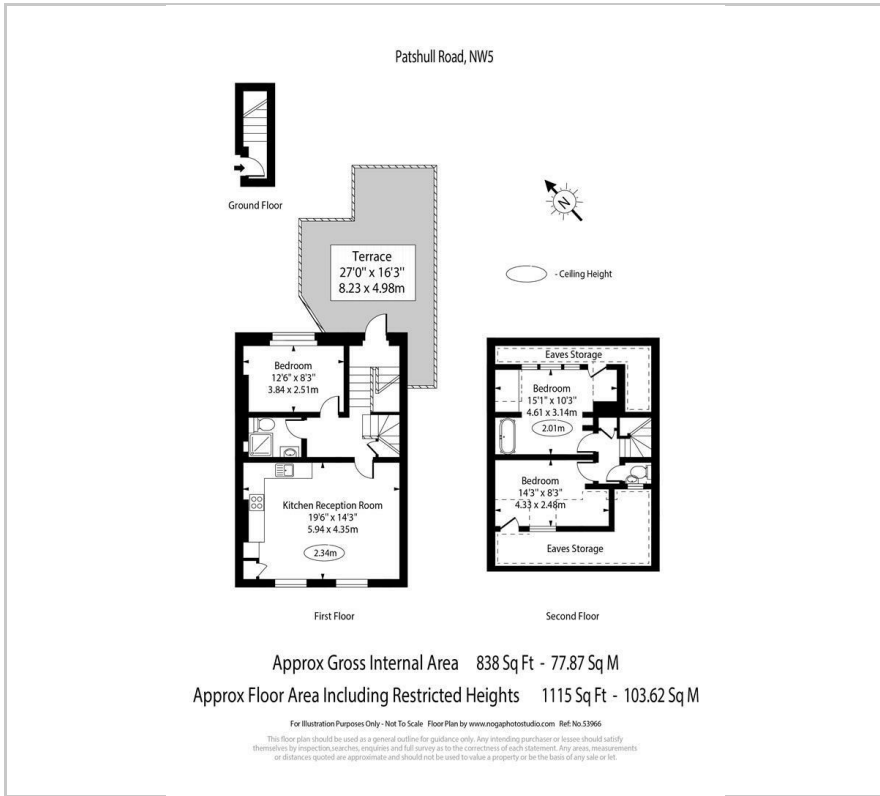 Patshull Road, NW5
Ground Floor
N
Terrace
27'0" x 16'3"
8.23 x 4.98m
- Ceiling Height
Bedroom
12'6" x 8'3"
3.84 x 2.51m
Kitchen Reception Room
19'6" x 14'3"
5.94 x 4.35m
2.34m
First Floor
Eaves Storage
Bedroom
15'1" x 10'3"
4.61 x 3.14m
2.01m
Bedroom
14'3" x 8'3"
4.33 x 2.48m
Eaves Storage
Second Floor
Approx Gross Internal Area 838 Sq Ft - 77.87 Sq M
Approx Floor Area Including Restricted Heights 1115 Sq Ft - 103.62 Sq M
For Illustration Purposes Only - Not To Scale Floor Plan by www.nogaphotostudio.com Ref: No.53966
This floor plan should be used as a general outline for guidance only. Any intending purchaser or lessee should satisfy
themselves by inspection,searches, enquiries and full survey as to the correctness of each statement. Any areas, measurements
or distances quoted are approximate and should not be used to value a property or be the basis of any sale or let.